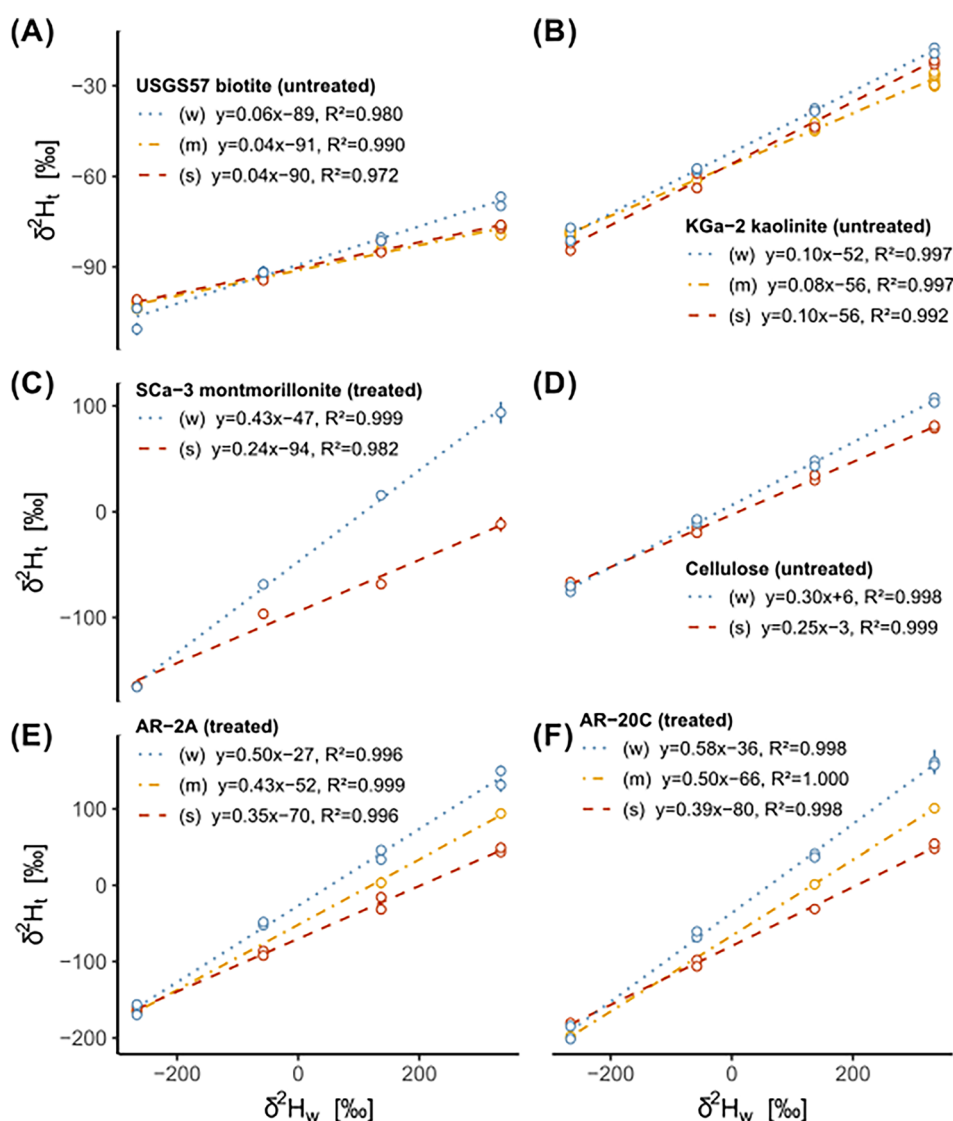 (A)
USGS57 biotite (untreated)
(w) y=0.06x−89, R²=0.980
(m) y=0.04x−91, R²=0.990
(s) y=0.04x−90, R²=0.972
−30
−60
−90
δ²Hₜ [‰]
(B)
KGa−2 kaolinite (untreated)
(w) y=0.10x−52, R²=0.997
(m) y=0.08x−56, R²=0.997
(s) y=0.10x−56, R²=0.992
(C)
SCa−3 montmorillonite (treated)
(w) y=0.43x−47, R²=0.999
(s) y=0.24x−94, R²=0.982
100
0
−100
δ²Hₜ [‰]
(D)
Cellulose (untreated)
(w) y=0.30x+6, R²=0.998
(s) y=0.25x−3, R²=0.999
(E)
AR−2A (treated)
(w) y=0.50x−27, R²=0.996
(m) y=0.43x−52, R²=0.999
(s) y=0.35x−70, R²=0.996
100
0
−100
−200
δ²Hₜ [‰]
−200 0 200
δ²H_w [‰]
(F)
AR−20C (treated)
(w) y=0.58x−36, R²=0.998
(m) y=0.50x−66, R²=1.000
(s) y=0.39x−80, R²=0.998
−200 0 200
δ²H_w [‰]